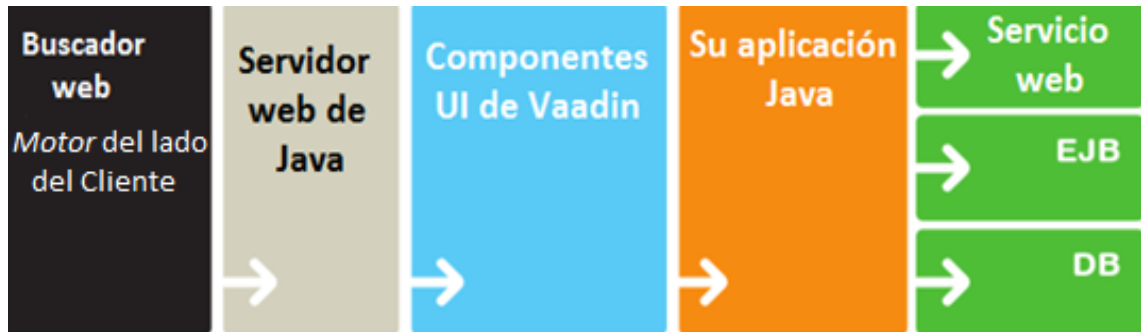 Buscador
web
Motor del lado
del Cliente
Servidor
web de
Java
Componentes
UI de Vaadin
Su aplicación
Java
Servicio
web
EJB
DB